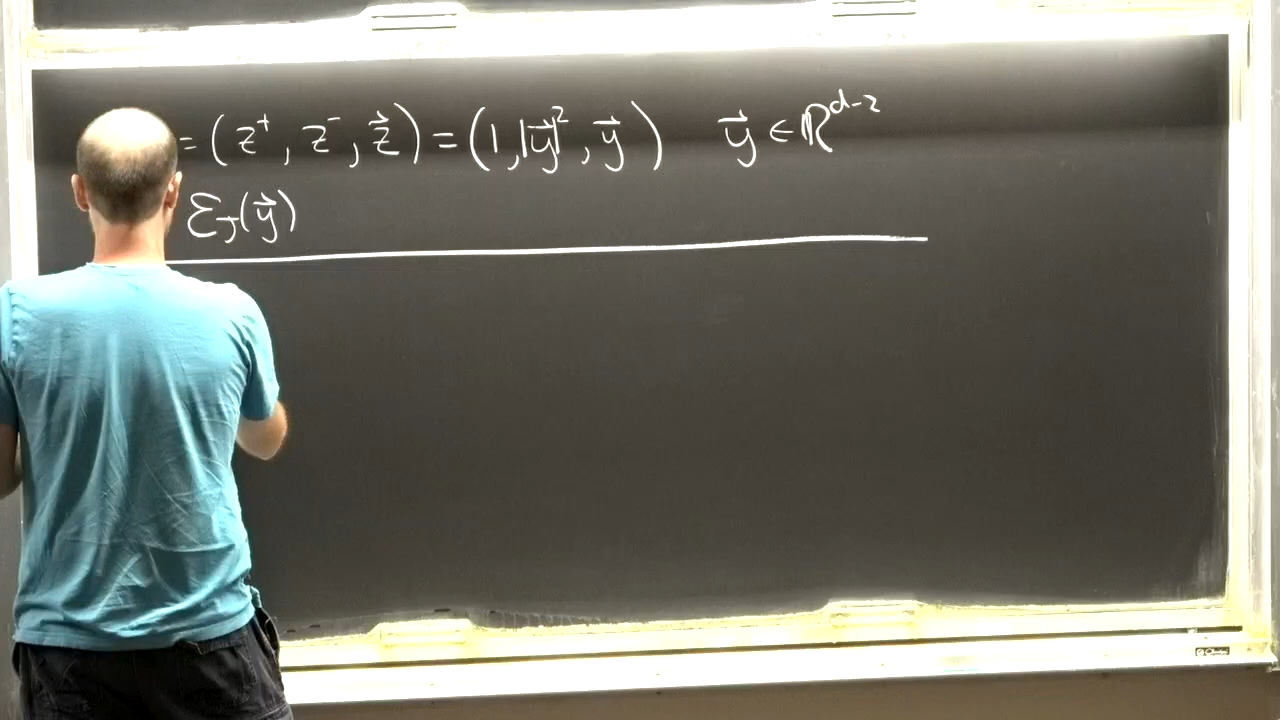 = (z⁺, z⁻, z⃗) = (1, |y⃗|², y⃗) y⃗ ∈ ℝ^{d-2}
ℰ_J(y⃗)